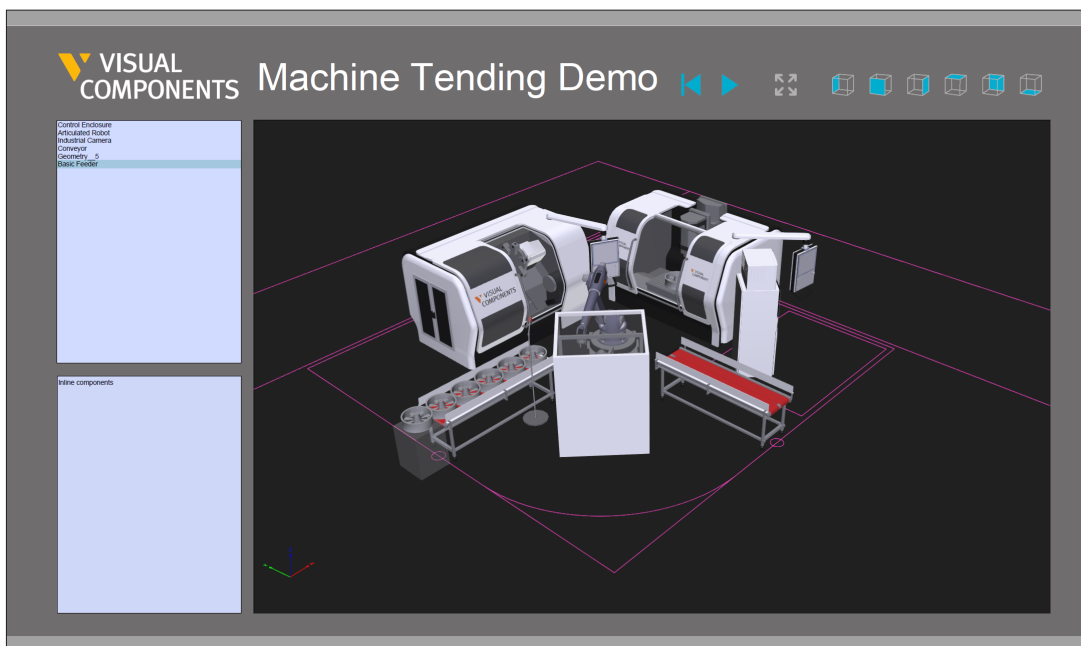 VISUAL
COMPONENTS
Machine Tending Demo
Control Enclosure
Articulated Robot
Industrial Camera
Conveyor
Geometry__5
Basic Feeder
Inline components
VISUAL
COMPONENTS